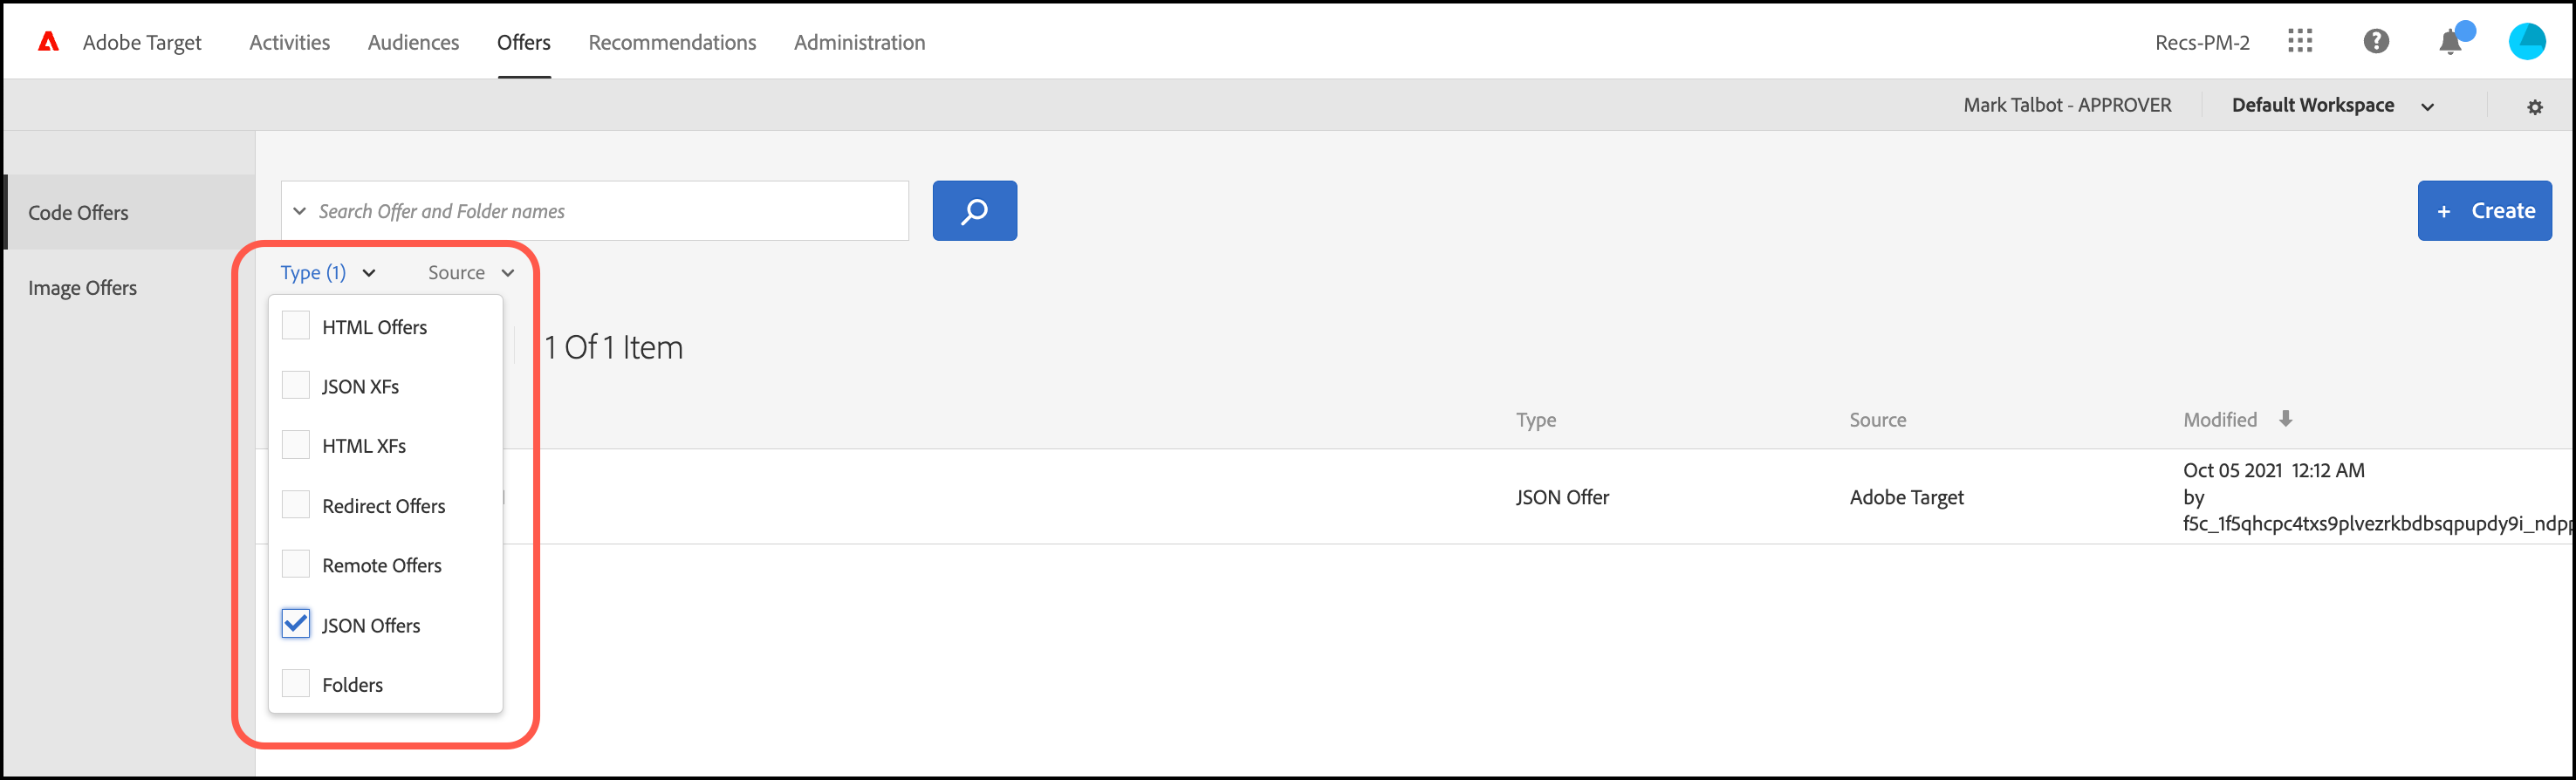 Adobe Target Activities Audiences Offers Recommendations Administration Recs-PM-2
Mark Talbot - APPROVER Default Workspace
Code Offers
Image Offers
Search Offer and Folder names
+ Create
Type (1) Source
HTML Offers
JSON XFs
HTML XFs
Redirect Offers
Remote Offers
JSON Offers
Folders
1 Of 1 Item
Type Source Modified
JSON Offer Adobe Target
Oct 05 2021 12:12 AM
by
f5c_1f5qhcpc4txs9plvezrkbdbsqpupdy9i_ndpp